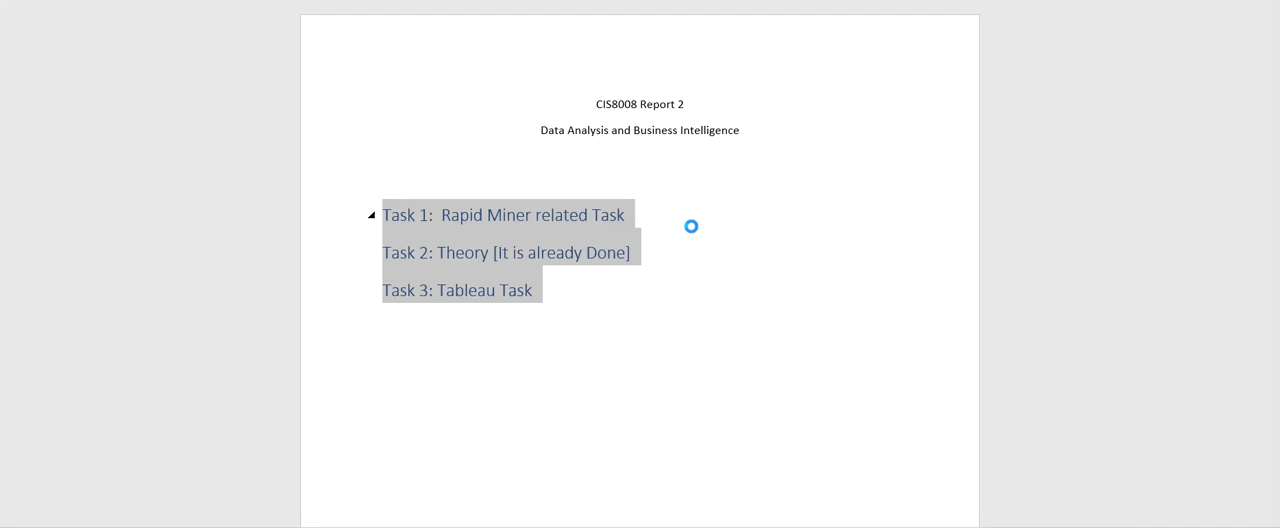 CIS8008 Report 2
Data Analysis and Business Intelligence
Task 1:  Rapid Miner related Task
Task 2: Theory [It is already Done]
Task 3: Tableau Task